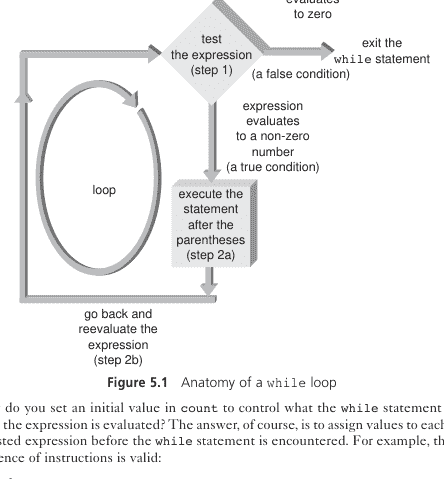 evaluates
to zero
test
the expression
(step 1)
exit the
while statement
(a false condition)
expression
evaluates
to a non-zero
number
(a true condition)
loop
execute the
statement
after the
parentheses
(step 2a)
go back and
reevaluate the
expression
(step 2b)
Figure 5.1 Anatomy of a while loop
do you set an initial value in count to control what the while statement
the expression is evaluated? The answer, of course, is to assign values to each
sted expression before the while statement is encountered. For example, th
ence of instructions is valid: